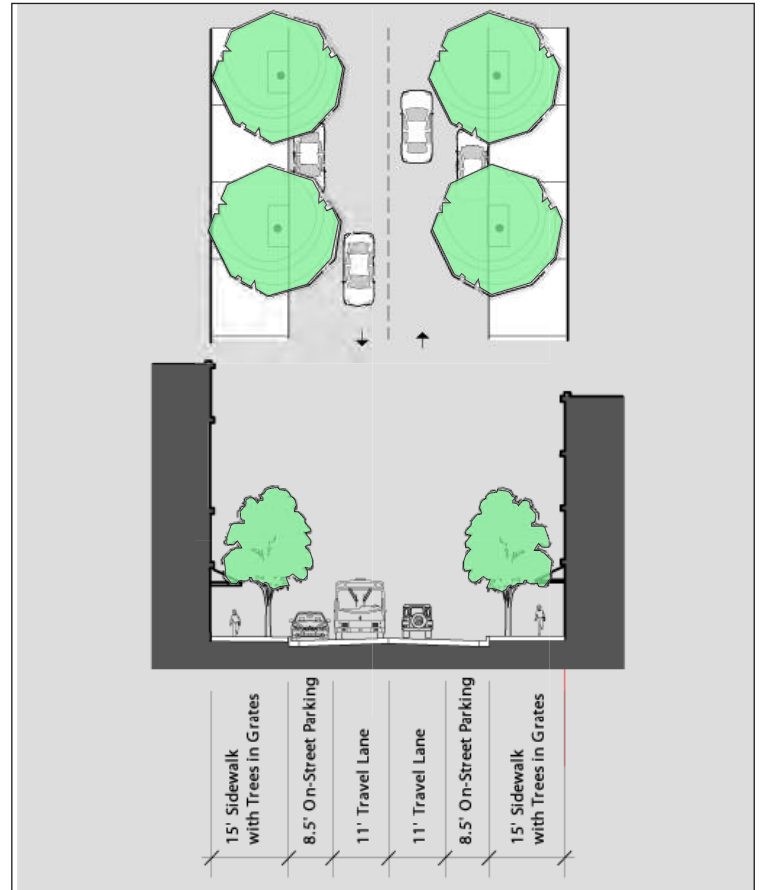 15' Sidewalk
with Trees in Grates
8.5' On-Street Parking
11' Travel Lane
11' Travel Lane
8.5' On-Street Parking
15' Sidewalk
with Trees in Grates